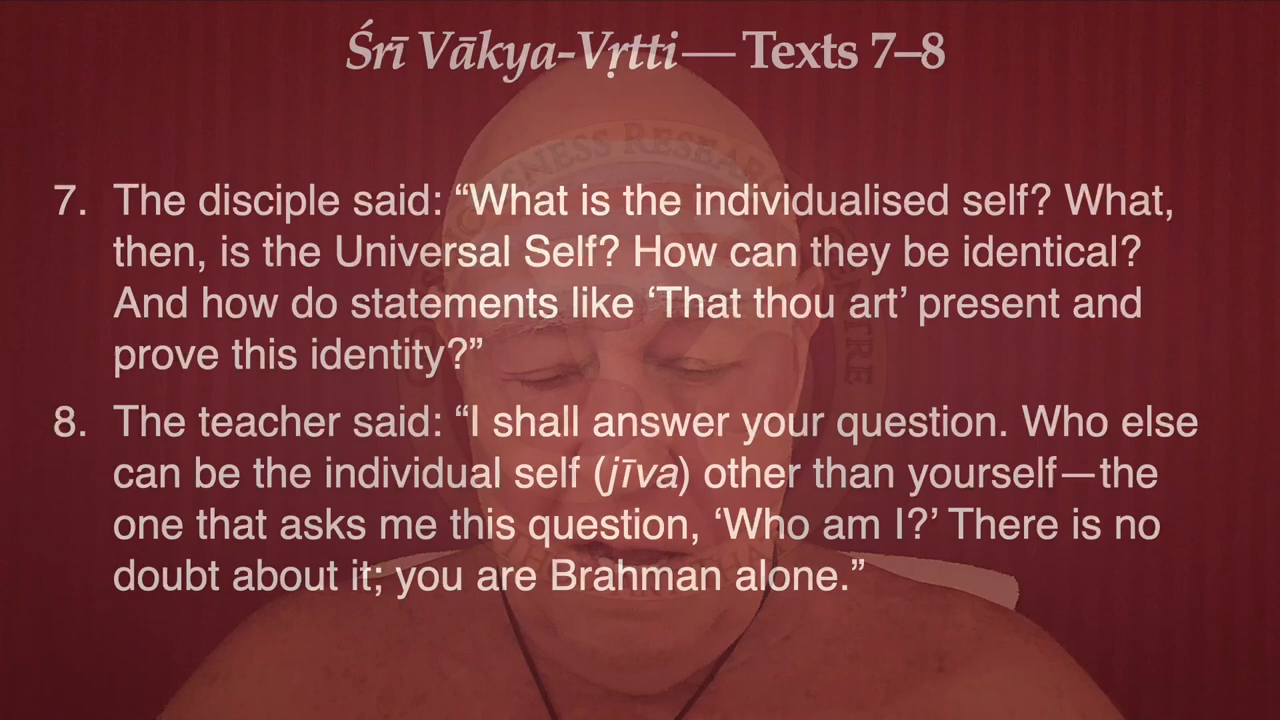 Śrī Vākya-Vṛtti—Texts 7–8
7. The disciple said: “What is the individualised self? What,
then, is the Universal Self? How can they be identical?
And how do statements like ‘That thou art’ present and
prove this identity?”
8. The teacher said: “I shall answer your question. Who else
can be the individual self (jīva) other than yourself—the
one that asks me this question, ‘Who am I?’ There is no
doubt about it; you are Brahman alone.”